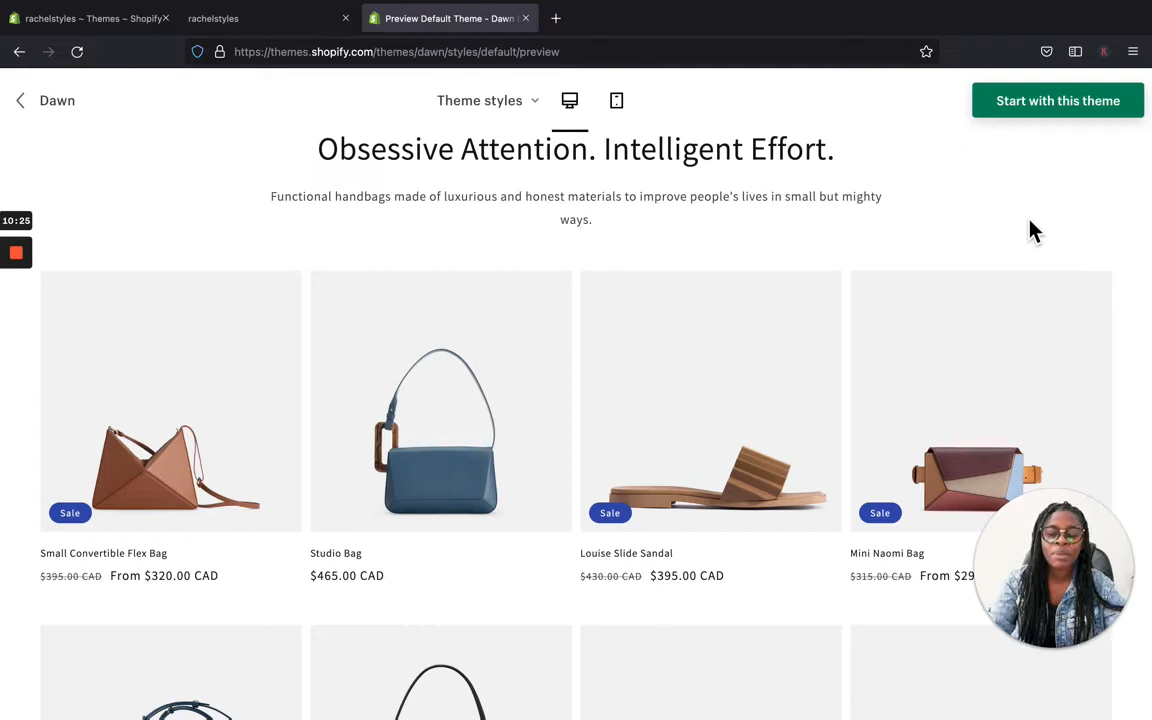 rachelstyles ~ Themes ~ Shopify
rachelstyles
Preview Default Theme - Dawn
https://themes.shopify.com/themes/dawn/styles/default/preview
K
Dawn
Theme styles
Start with this theme
Obsessive Attention. Intelligent Effort.
Functional handbags made of luxurious and honest materials to improve people's lives in small but mighty
ways.
10:25
Sale
Sale
Sale
Small Convertible Flex Bag
Studio Bag
Louise Slide Sandal
Mini Naomi Bag
$395.00 CAD From $320.00 CAD
$465.00 CAD
$430.00 CAD $395.00 CAD
$315.00 CAD From $29